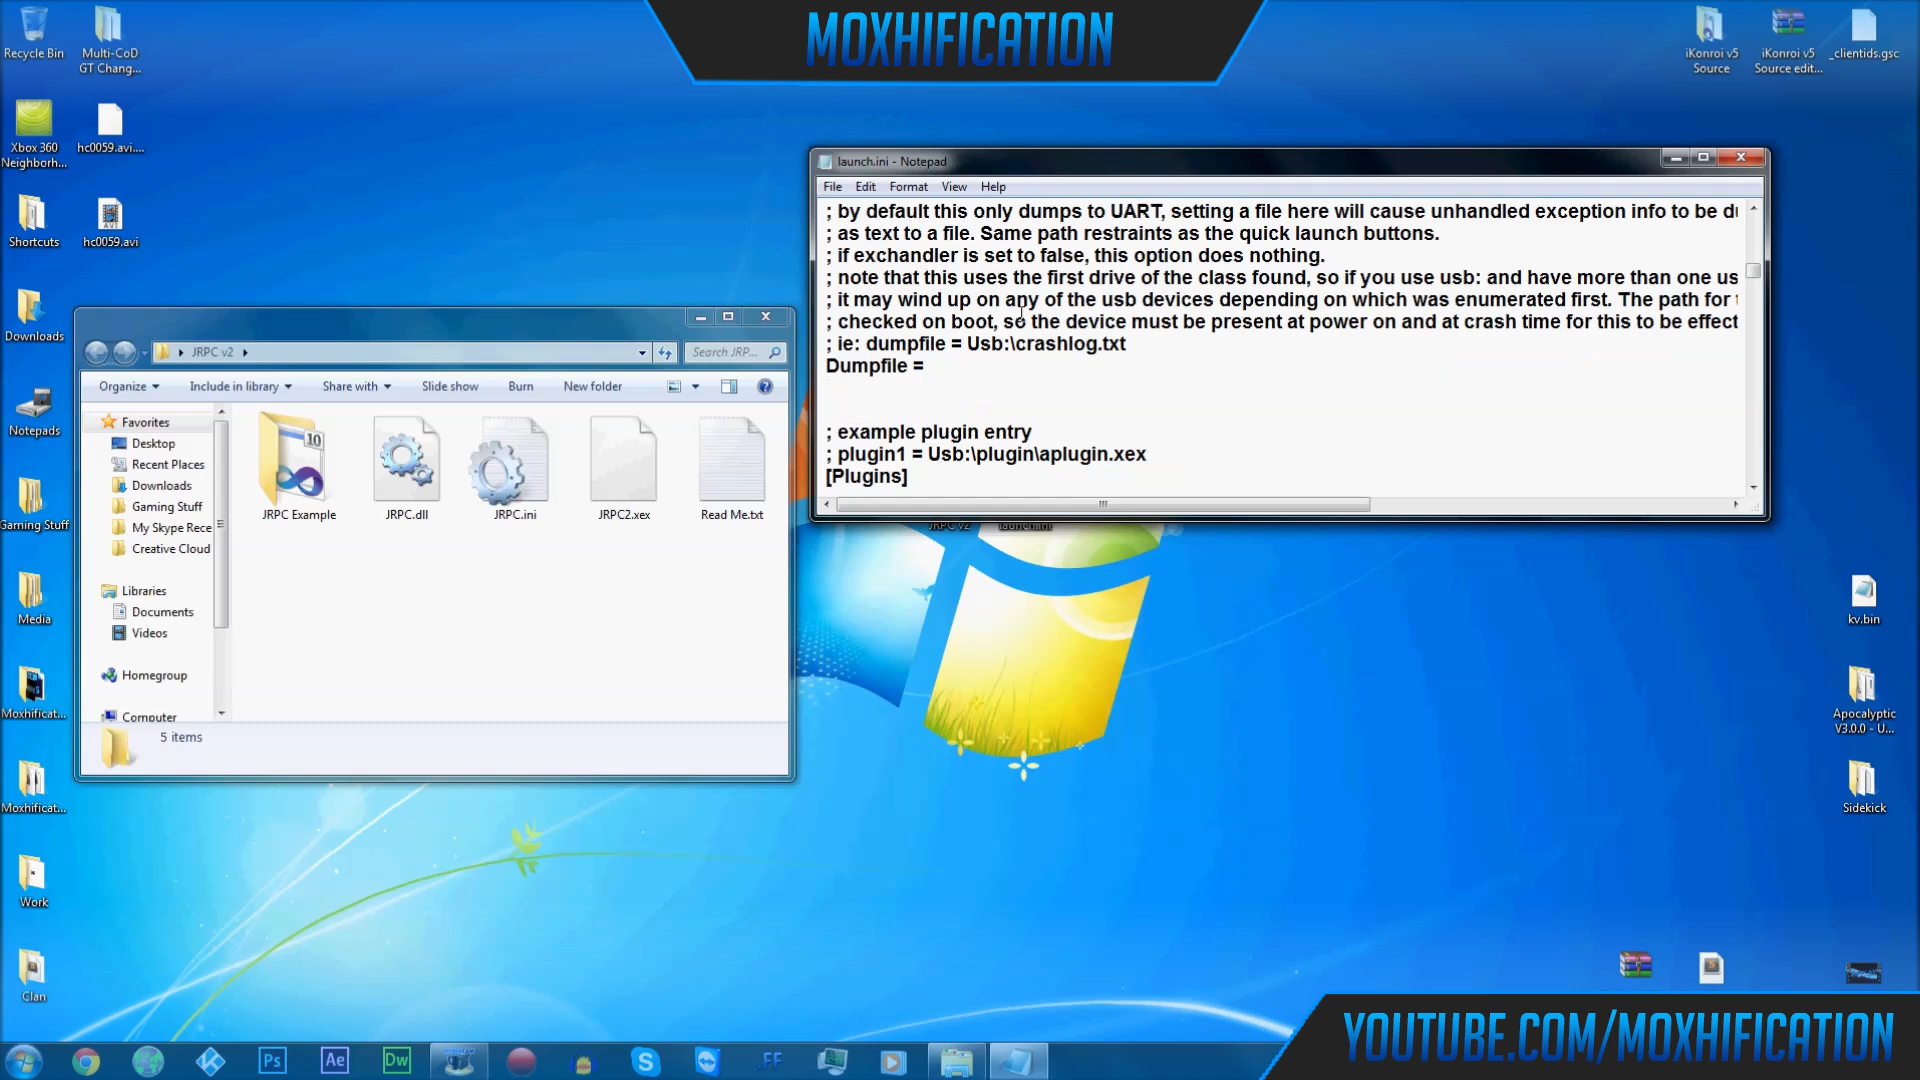 MOXHIFICATION
Recycle Bin
Multi-CoD
GT Chang...
Xbox 360
Neighborh...
hc0059.avi....
Shortcuts
hc0059.avi
Downloads
Notepads
Gaming Stuff
Media
Moxhificat...
Moxhificat...
Work
Clan
iKonroi v5
Source
iKonroi v5
Source edit...
_clientids.gsc
kv.bin
Apocalyptic
V3.0.0 - U...
Sidekick
launch.ini - Notepad
File Edit Format View Help
; by default this only dumps to UART, setting a file here will cause unhandled exception info to be du
; as text to a file. Same path restraints as the quick launch buttons.
; if exchandler is set to false, this option does nothing.
; note that this uses the first drive of the class found, so if you use usb: and have more than one us
; it may wind up on any of the usb devices depending on which was enumerated first. The path for t
; checked on boot, so the device must be present at power on and at crash time for this to be effect
; ie: dumpfile = Usb:\crashlog.txt
Dumpfile =
; example plugin entry
; plugin1 = Usb:\plugin\aplugin.xex
[Plugins]
JRPC v2
JRPC v2
Search JRP...
Organize Include in library Share with Slide show Burn New folder
Favorites
Desktop
Recent Places
Downloads
Gaming Stuff
My Skype Rece
Creative Cloud
Libraries
Documents
Videos
Homegroup
Computer
10
JRPC Example
JRPC.dll
JRPC.ini
JRPC2.xex
Read Me.txt
5 items
Ps
Ae
Dw
.FF
YOUTUBE.COM/MOXHIFICATION